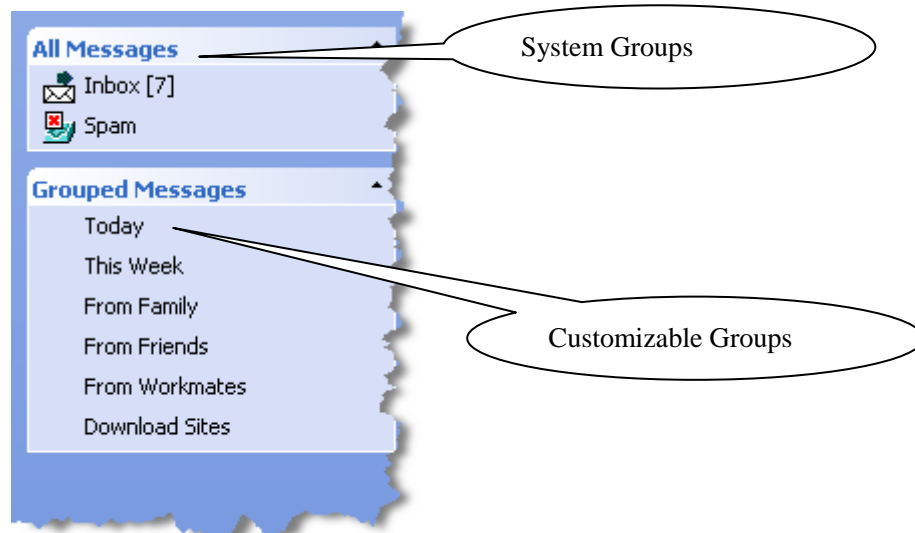 All Messages
System Groups
Inbox [7]
Spam
Grouped Messages
Today
This Week
From Family
Customizable Groups
From Friends
From Workmates
Download Sites